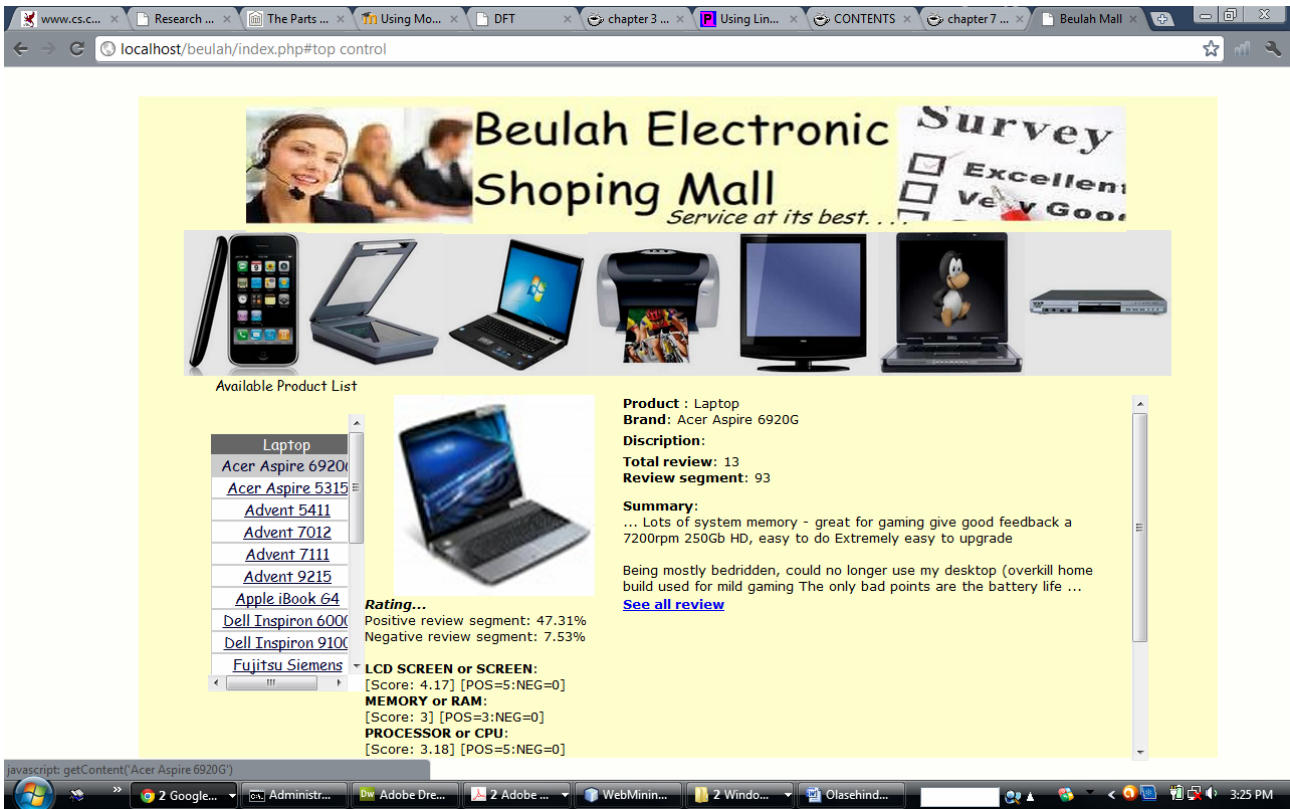 www.cs.c...
Research ...
The Parts ...
Using Mo...
DFT
chapter 3 ...
Using Lin...
CONTENTS
chapter 7 ...
Beulah Mall
localhost/beulah/index.php#top control
Beulah Electronic
Shoping Mall
Service at its best. . . .
Survey
Excellent
Very Good
Available Product List
Laptop
Acer Aspire 6920
Acer Aspire 5315
Advent 5411
Advent 7012
Advent 7111
Advent 9215
Apple iBook G4
Dell Inspiron 6000
Dell Inspiron 9100
Fujitsu Siemens
Rating...
Positive review segment: 47.31%
Negative review segment: 7.53%
LCD SCREEN or SCREEN:
[Score: 4.17] [POS=5:NEG=0]
MEMORY or RAM:
[Score: 3] [POS=3:NEG=0]
PROCESSOR or CPU:
[Score: 3.18] [POS=5:NEG=0]
Product : Laptop
Brand: Acer Aspire 6920G
Discription:
Total review: 13
Review segment: 93
Summary:
... Lots of system memory - great for gaming give good feedback a
7200rpm 250Gb HD, easy to do Extremely easy to upgrade
Being mostly bedridden, could no longer use my desktop (overkill home
build used for mild gaming The only bad points are the battery life ...
See all review
javascript: getContent('Acer Aspire 6920G')
2 Google...
Administr...
Adobe Dre...
2 Adobe ...
WebMinin...
2 Windo...
Olasehind...
3:25 PM